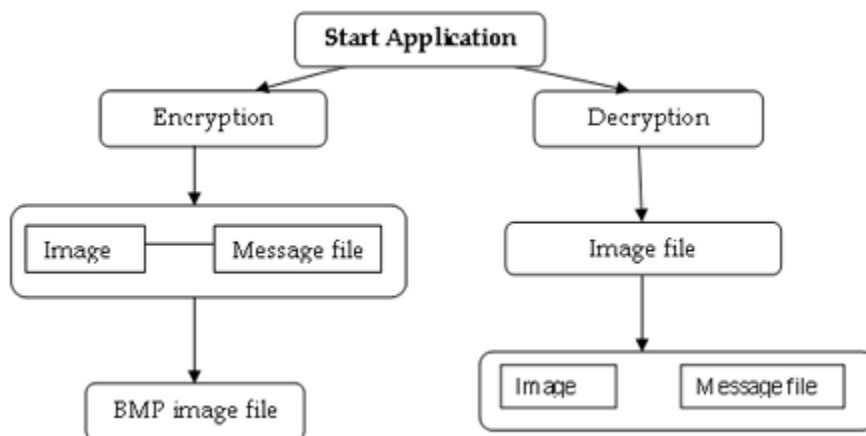 Start Application
Encryption
Decryption
Image
Message file
Image file
BMP image file
Image
Message file